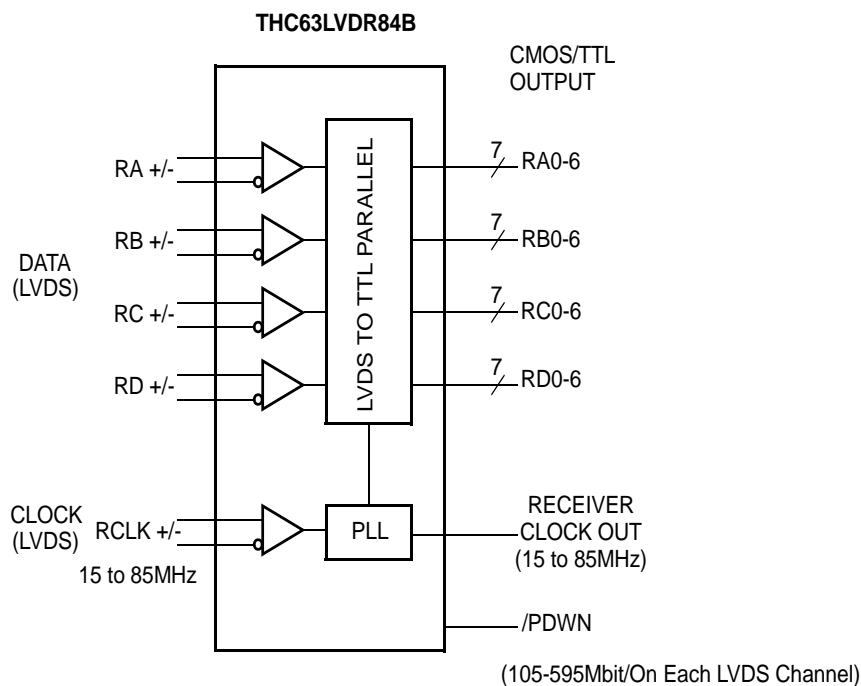 THC63LVDR84B
CMOS/TTL
OUTPUT
DATA
(LVDS)
RA +/-
RB +/-
RC +/-
RD +/-
LVDS TO TTL PARALLEL
7
RA0-6
7
RB0-6
7
RC0-6
7
RD0-6
CLOCK
(LVDS)
RCLK +/-
15 to 85MHz
PLL
RECEIVER
CLOCK OUT
(15 to 85MHz)
/PDWN
(105-595Mbit/On Each LVDS Channel)